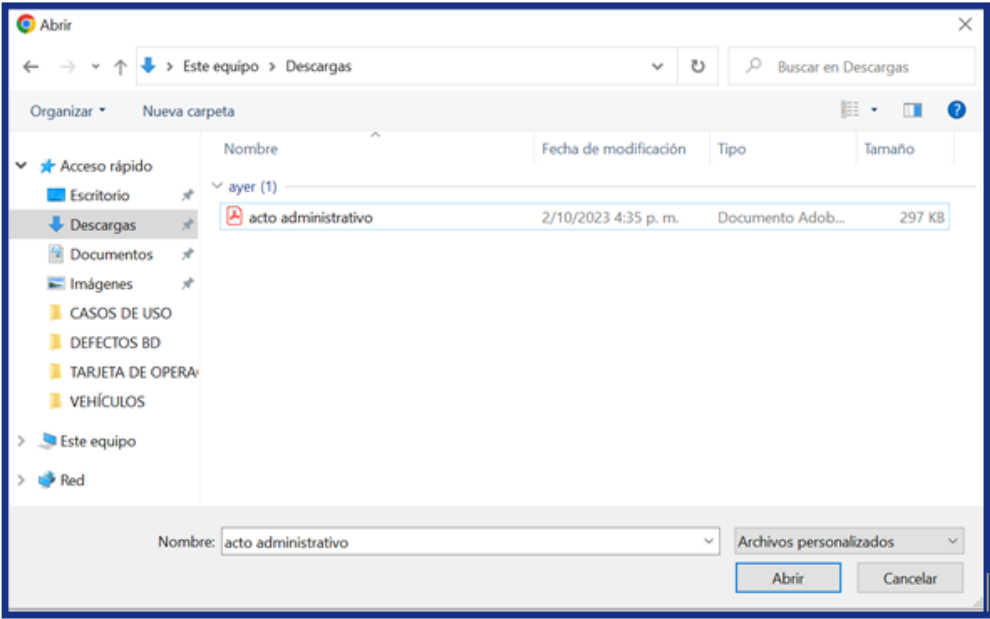 Abrir
Este equipo > Descargas
Buscar en Descargas
Organizar
Nueva carpeta
Nombre Fecha de modificación Tipo Tamaño
Acceso rápido
ayer (1)
Escritorio
acto administrativo 2/10/2023 4:35 p. m. Documento Adob... 297 KB
Descargas
Documentos
Imágenes
CASOS DE USO
DEFECTOS BD
TARJETA DE OPERA
VEHÍCULOS
Este equipo
Red
Nombre: acto administrativo
Archivos personalizados
Abrir
Cancelar